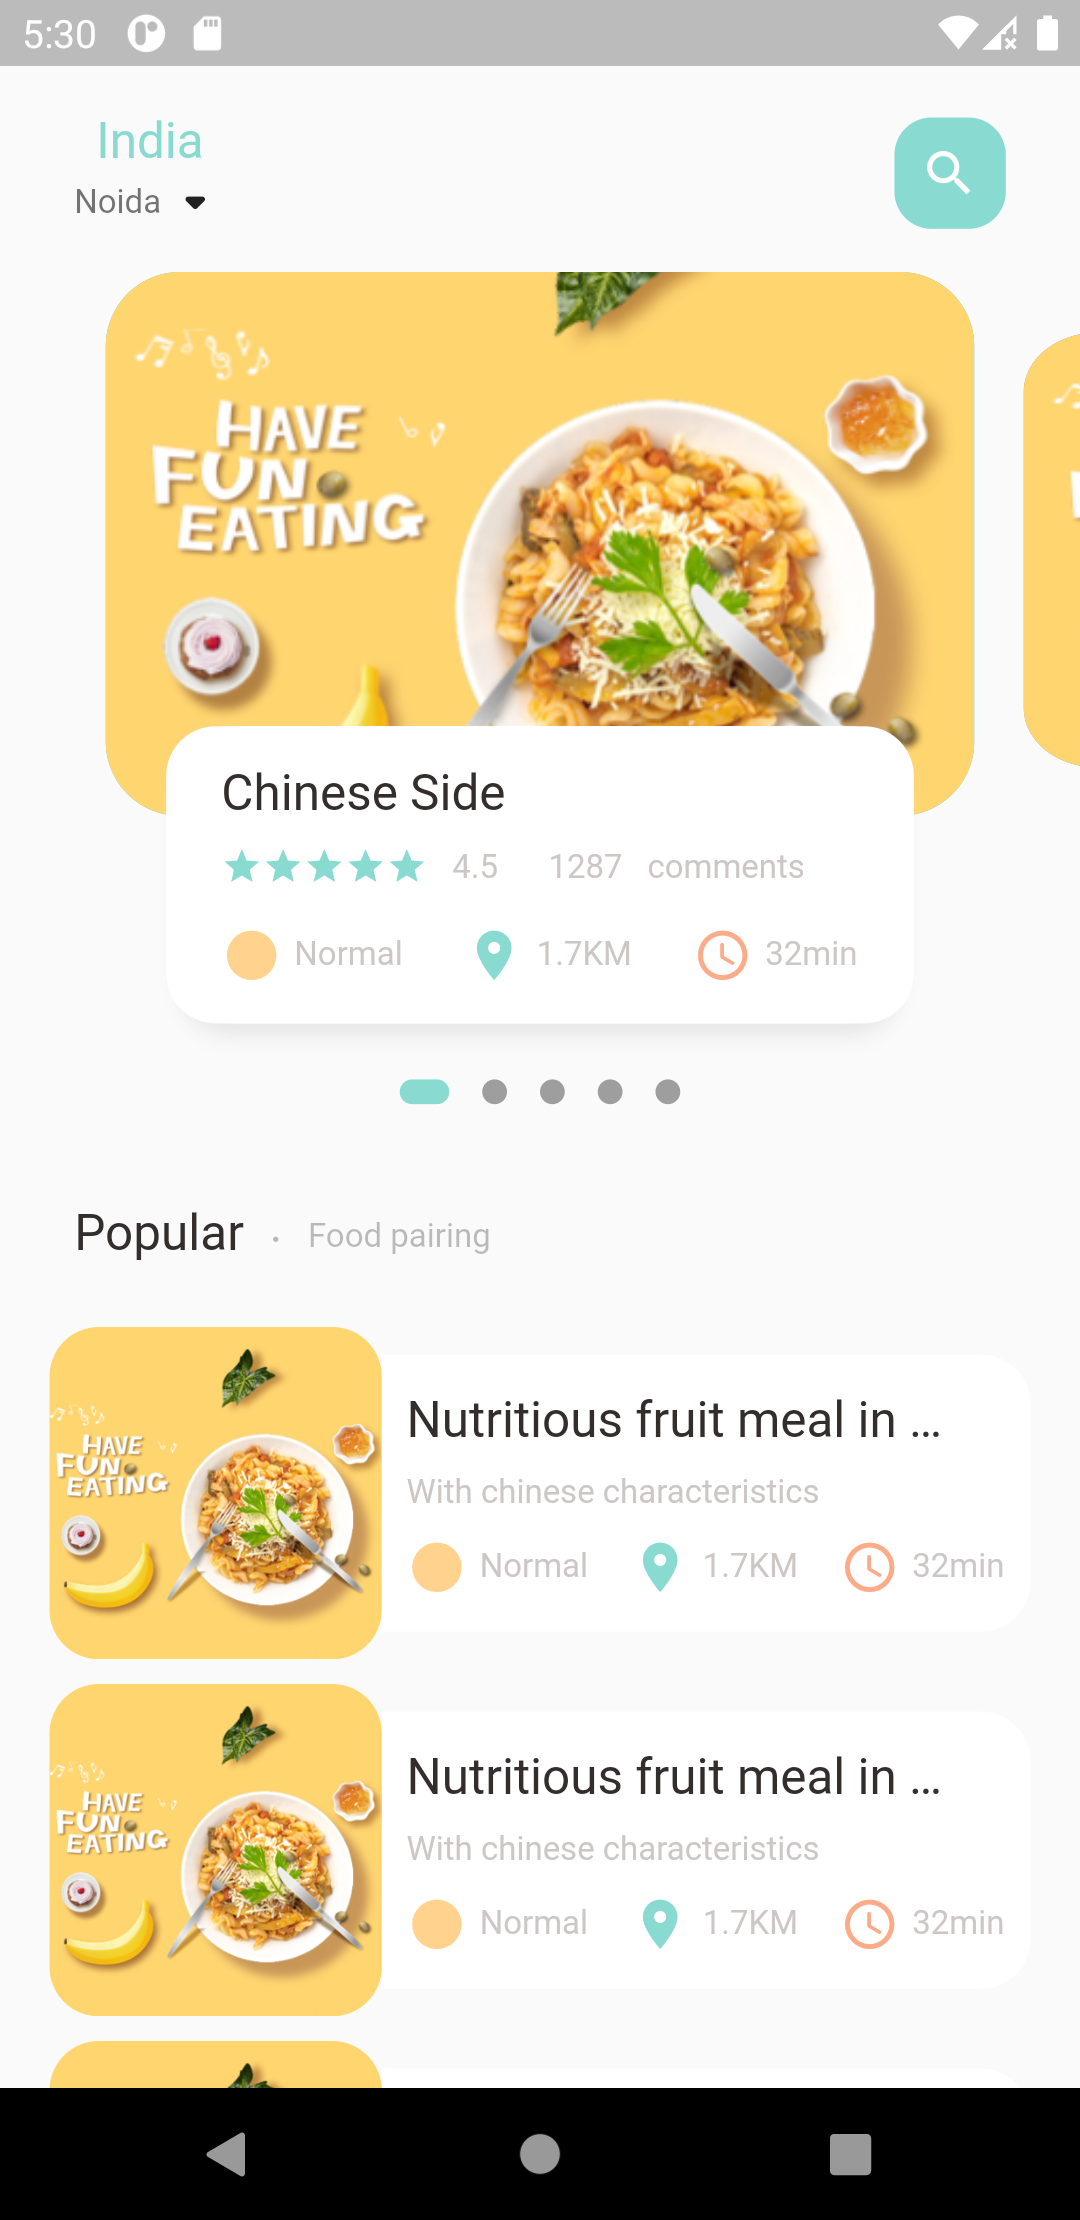 5:30
India
Noida
HAVE
FUN
EATING
Chinese Side
4.5 1287 comments
Normal 1.7KM 32min
Popular · Food pairing
HAVE
FUN
EATING
Nutritious fruit meal in ...
With chinese characteristics
Normal 1.7KM 32min
HAVE
FUN
EATING
Nutritious fruit meal in ...
With chinese characteristics
Normal 1.7KM 32min